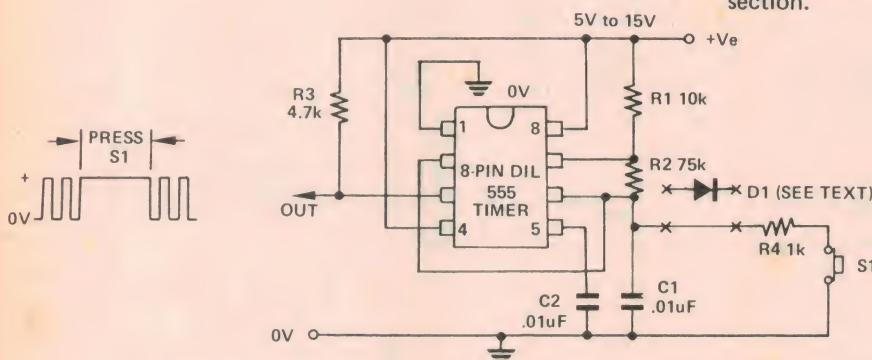 section.
5V to 15V
+Ve
R3
4.7k
0V
R1 10k
1
8
PRESS
S1
R2 75k
8-PIN DIL
+
D1 (SEE TEXT)
555
0V
OUT
TIMER
4
5
R4 1k
S1
C2
.01uF
C1
.01uF
0V